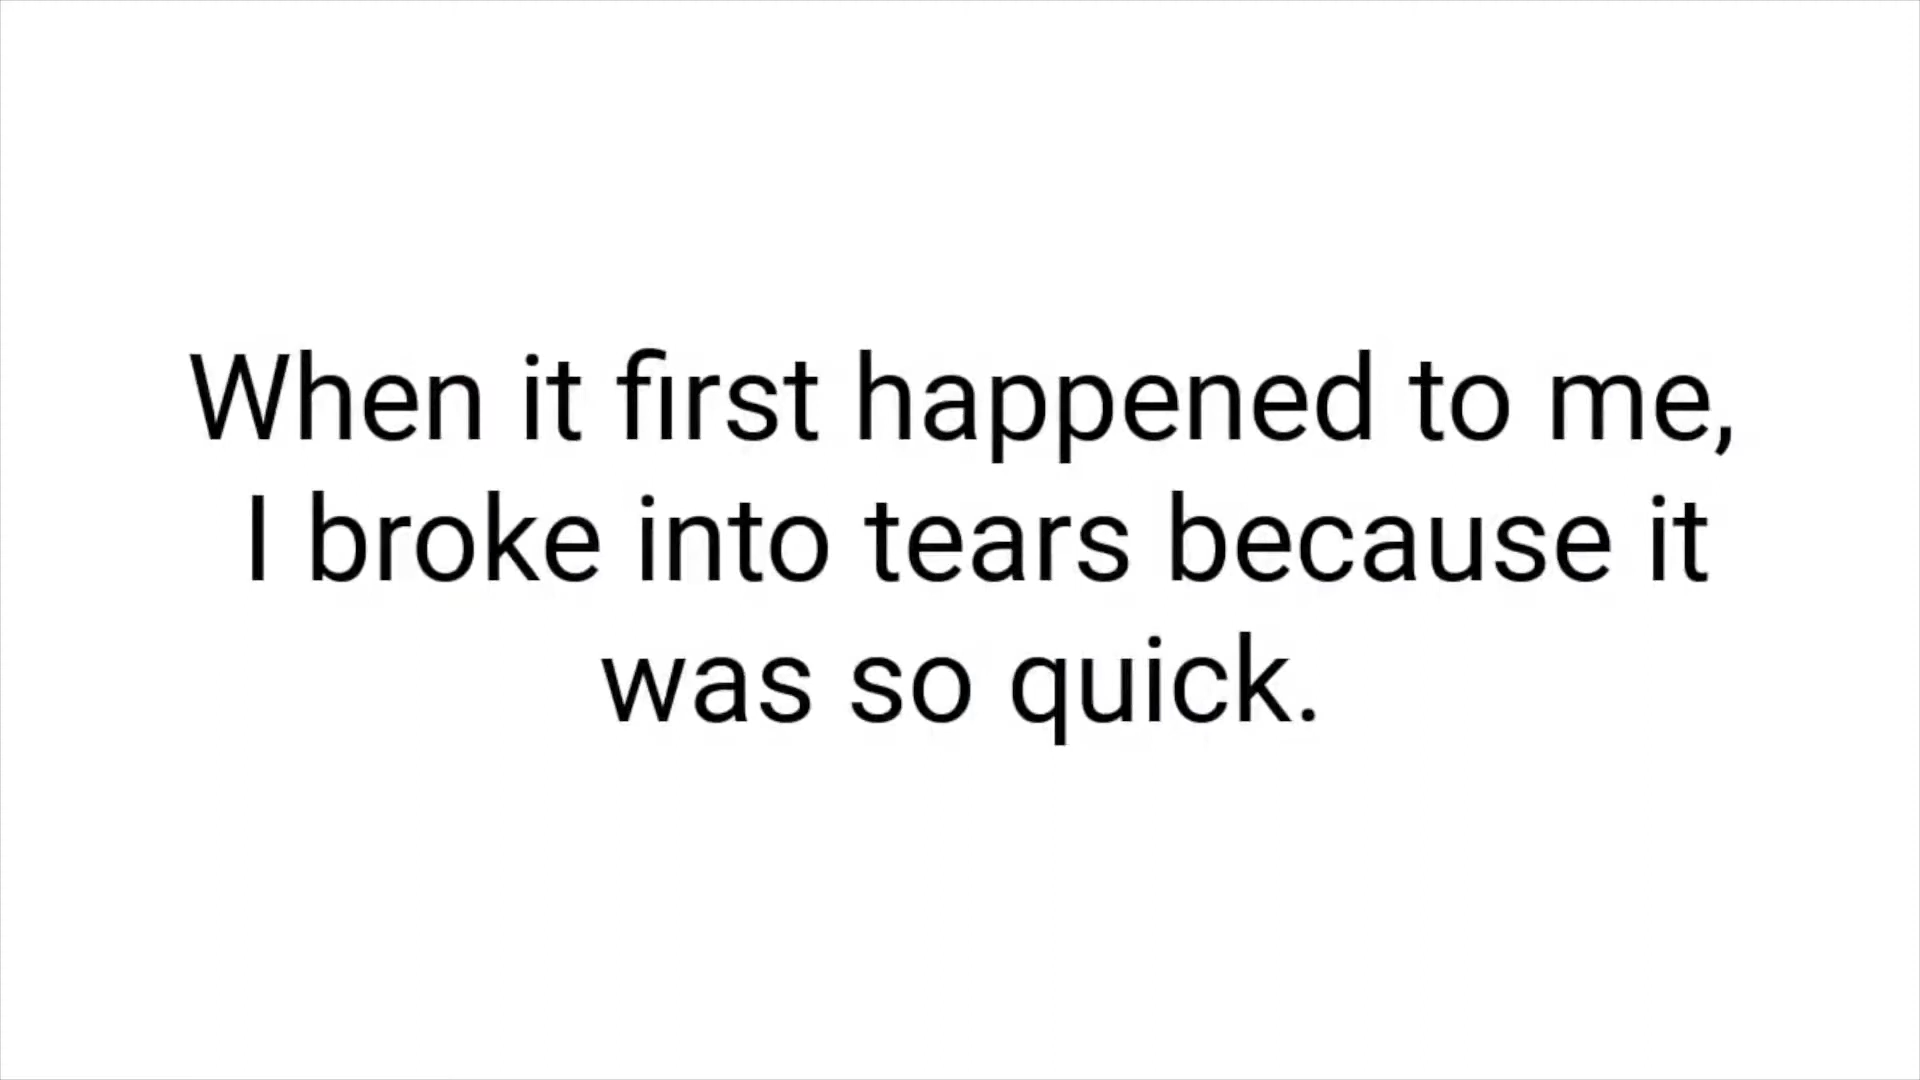 When it first happened to me,
I broke into tears because it
was so quick.